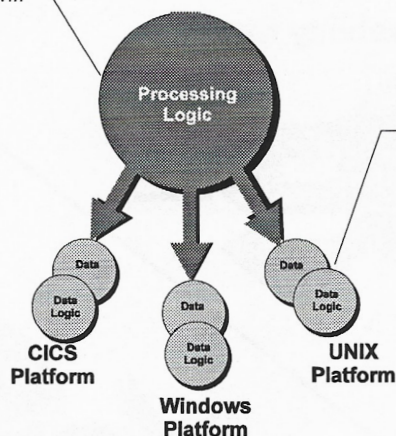 Processing
Logic
Data
Data
Logic
CICS
Platform
Data
Data
Logic
Windows
Platform
Data
Data
Logic
UNIX
Platform